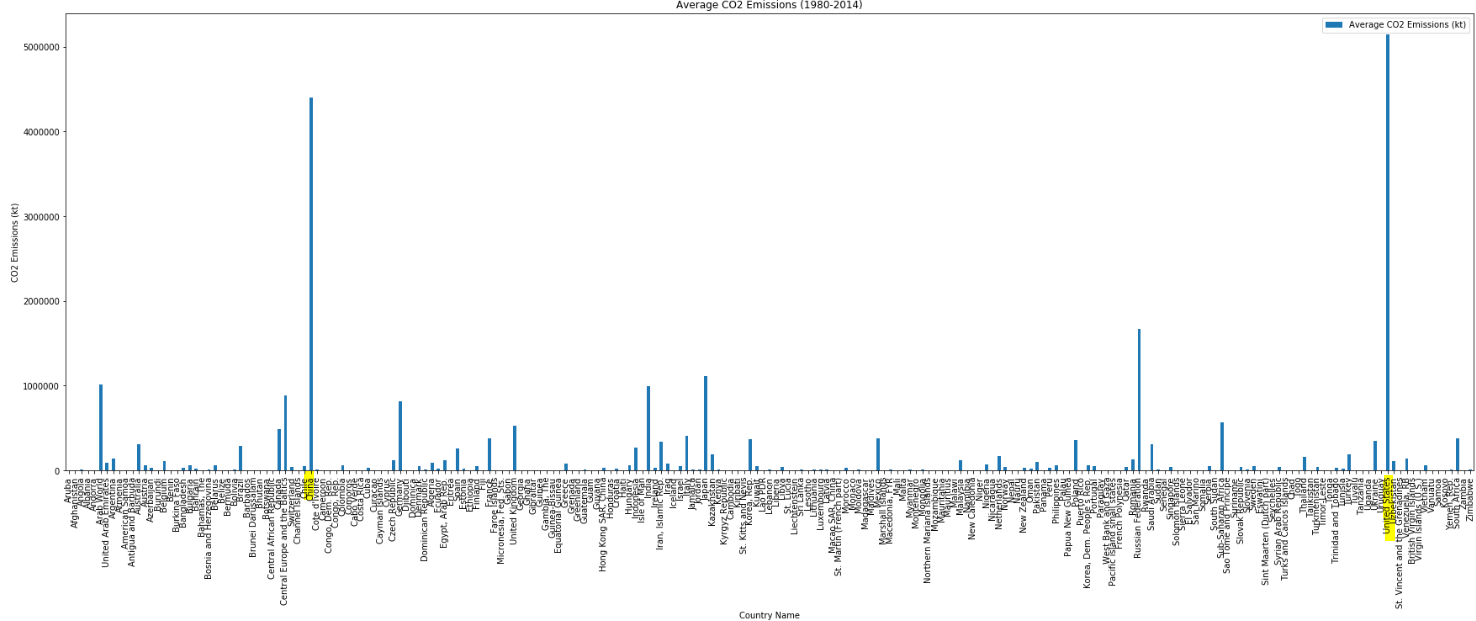 Average CO2 Emissions (1980-2014)
Average CO2 Emissions (kt)
CO2 Emissions (kt)
5000000
4000000
3000000
2000000
1000000
0
Aruba
Afghanistan
Angola
Albania
Andorra
Arab World
United Arab Emirates
Argentina
Armenia
American Samoa
Antigua and Barbuda
Australia
Austria
Azerbaijan
Burundi
Belgium
Benin
Burkina Faso
Bangladesh
Bulgaria
Bahrain
Bahamas, The
Bosnia and Herzegovina
Belarus
Belize
Bermuda
Bolivia
Brazil
Barbados
Brunei Darussalam
Bhutan
Botswana
Central African Republic
Canada
Central Europe and the Baltics
Switzerland
Channel Islands
Chile
China
Cote d'Ivoire
Cameroon
Congo, Dem. Rep.
Congo, Rep.
Colombia
Comoros
Cabo Verde
Costa Rica
Cuba
Curacao
Cayman Islands
Cyprus
Czech Republic
Germany
Djibouti
Dominica
Denmark
Dominican Republic
Algeria
Ecuador
Egypt, Arab Rep.
Eritrea
Spain
Estonia
Ethiopia
Finland
Fiji
France
Faroe Islands
Micronesia, Fed. Sts.
Gabon
United Kingdom
Georgia
Ghana
Gibraltar
Guinea
Gambia, The
Guinea-Bissau
Equatorial Guinea
Greece
Grenada
Greenland
Guatemala
Guam
Guyana
Hong Kong SAR, China
Honduras
Croatia
Haiti
Hungary
Indonesia
Isle of Man
India
Ireland
Iran, Islamic Rep.
Iraq
Iceland
Israel
Italy
Jamaica
Jordan
Japan
Kazakhstan
Kenya
Kyrgyz Republic
Cambodia
Kiribati
St. Kitts and Nevis
Korea, Rep.
Kuwait
Lao PDR
Lebanon
Liberia
Libya
St. Lucia
Liechtenstein
Sri Lanka
Lesotho
Lithuania
Luxembourg
Latvia
Macao SAR, China
St. Martin (French part)
Morocco
Monaco
Moldova
Madagascar
Maldives
Mexico
Marshall Islands
Macedonia, FYR
Mali
Malta
Myanmar
Montenegro
Mongolia
Northern Mariana Islands
Mozambique
Mauritania
Mauritius
Malawi
Malaysia
Namibia
New Caledonia
Niger
Nigeria
Nicaragua
Netherlands
Norway
Nepal
Nauru
New Zealand
Oman
Pakistan
Panama
Peru
Philippines
Palau
Papua New Guinea
Poland
Puerto Rico
Korea, Dem. People's Rep.
Portugal
Paraguay
West Bank and Gaza
Pacific island small states
French Polynesia
Qatar
Romania
Russian Federation
Rwanda
Saudi Arabia
Sudan
Senegal
Singapore
Solomon Islands
Sierra Leone
El Salvador
San Marino
Somalia
Serbia
South Sudan
Sub-Saharan Africa
Sao Tome and Principe
Suriname
Slovak Republic
Slovenia
Sweden
Swaziland
Sint Maarten (Dutch part)
Seychelles
Syrian Arab Republic
Turks and Caicos Islands
Chad
Togo
Thailand
Tajikistan
Turkmenistan
Timor-Leste
Tonga
Trinidad and Tobago
Tunisia
Turkey
Tuvalu
Tanzania
Uganda
Ukraine
Uruguay
United States
Uzbekistan
St. Vincent and the Grenadines
Venezuela, RB
British Virgin Islands
Virgin Islands (U.S.)
Vietnam
Vanuatu
Samoa
Kosovo
Yemen, Rep.
South Africa
Zambia
Zimbabwe
Country Name